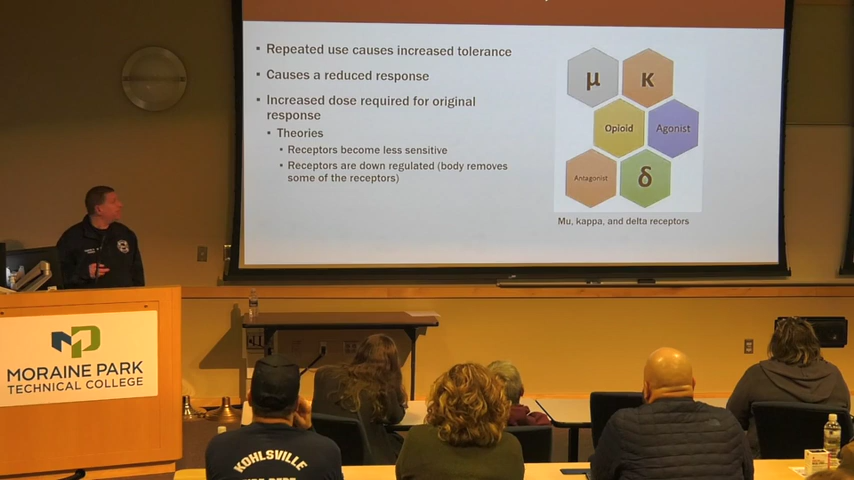 Repeated use causes increased tolerance
Causes a reduced response
Increased dose required for original
response
Theories
Receptors become less sensitive
Receptors are down regulated (body removes
some of the receptors)
μ
κ
Opioid
Agonist
Antagonist
δ
Mu, kappa, and delta receptors
MORAINE PARK
TECHNICAL COLLEGE
KOHLSVILLE